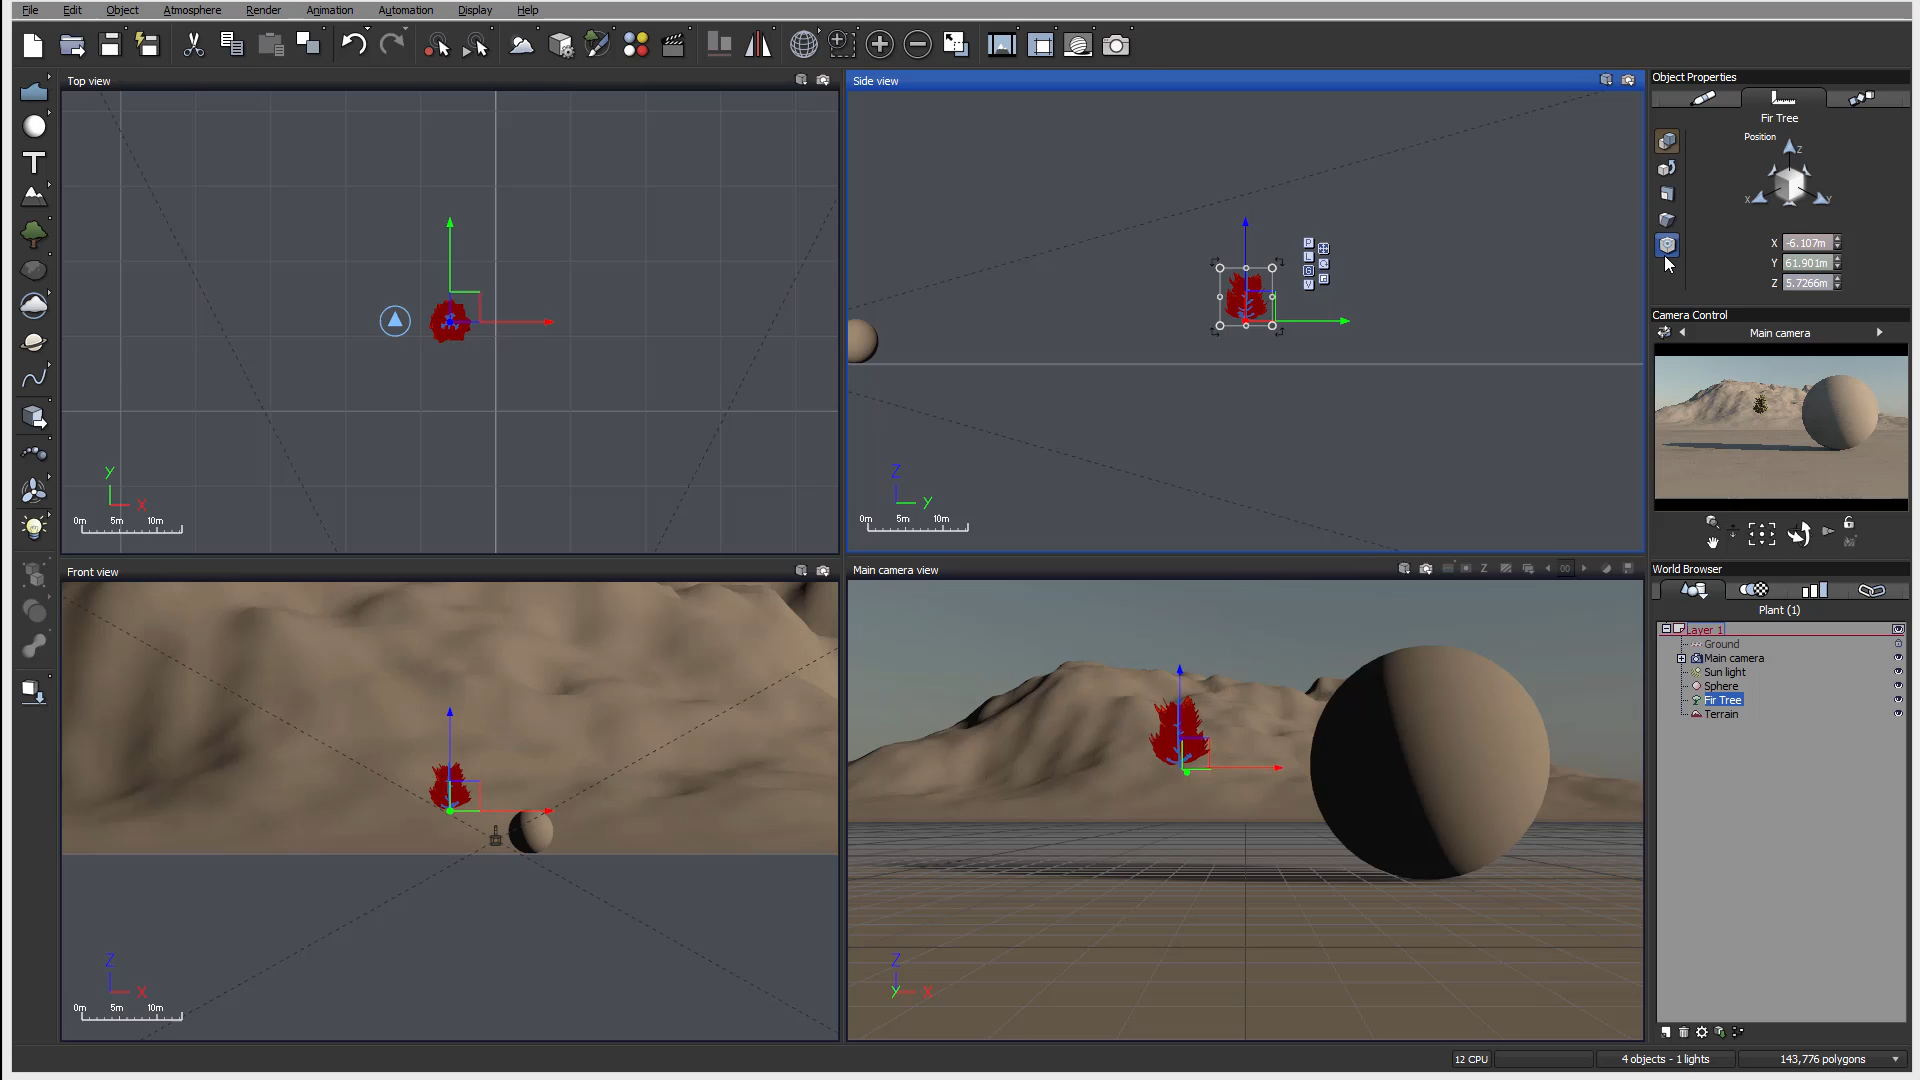 File Edit Object Atmosphere Render Animation Automation Display Help
Top view
Side view
Object Properties
Fir Tree
Position
Z
X Y
X -6.107m
Y 61.901m
Z 5.7266m
P
L
G
V
Y
X
0m 5m 10m
Z
Y
0m 5m 10m
Camera Control
Main camera
Front view
Main camera view
Z
00
World Browser
Plant (1)
Layer 1
Ground
Main camera
Sun light
Sphere
Fir Tree
Terrain
Z
X
0m 5m 10m
Z
Y X
12 CPU
4 objects - 1 lights
143,776 polygons